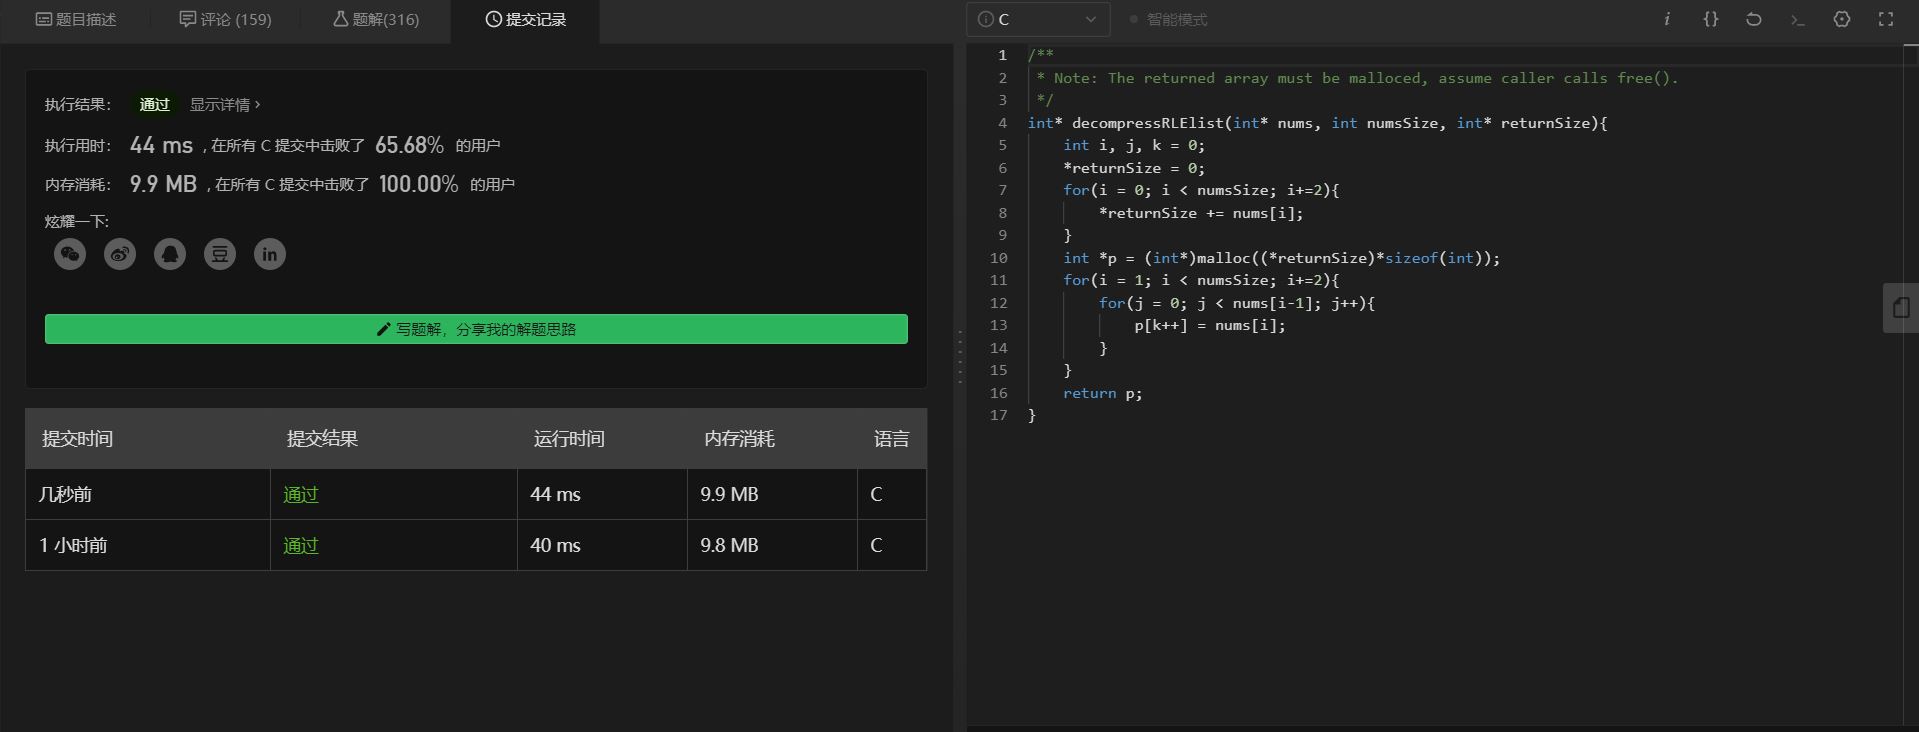 题目描述
评论 (159)
题解(316)
提交记录
执行结果：
通过
显示详情 ›
执行用时：
44 ms
, 在所有 C 提交中击败了
65.68%
的用户
内存消耗：
9.9 MB
, 在所有 C 提交中击败了
100.00%
的用户
炫耀一下:
豆
in
写题解，分享我的解题思路
提交时间
提交结果
运行时间
内存消耗
语言
几秒前
通过
44 ms
9.9 MB
C
1 小时前
通过
40 ms
9.8 MB
C
i C
智能模式
i {} >_
1 /**
2 * Note: The returned array must be malloced, assume caller calls free().
3 */
4 int* decompressRLElist(int* nums, int numsSize, int* returnSize){
5 int i, j, k = 0;
6 *returnSize = 0;
7 for(i = 0; i < numsSize; i+=2){
8 *returnSize += nums[i];
9 }
10 int *p = (int*)malloc((*returnSize)*sizeof(int));
11 for(i = 1; i < numsSize; i+=2){
12 for(j = 0; j < nums[i-1]; j++){
13 p[k++] = nums[i];
14 }
15 }
16 return p;
17 }